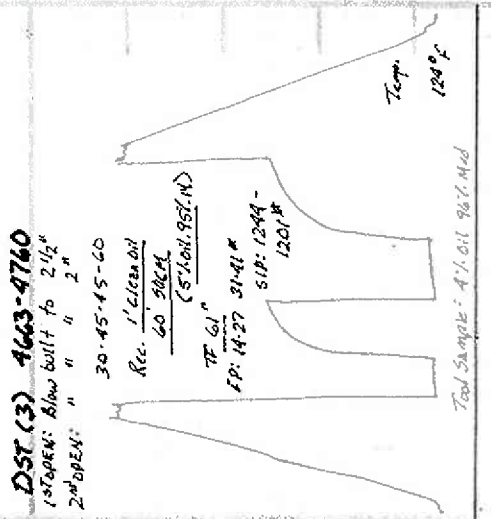 DST (3) 4663-4760
1st OPEN: Blow built to 2 1/2"
2nd OPEN: " " " 2"
30-45-45-60
Rec. 1' Clean Oil
60' SOCM
(5% Oil, 95% M)
TF 61"
FP: 14-27 31-41#
SIP: 1244-
1201#
Temp.
124°F
Tool Sample: 4% Oil 96% Mud